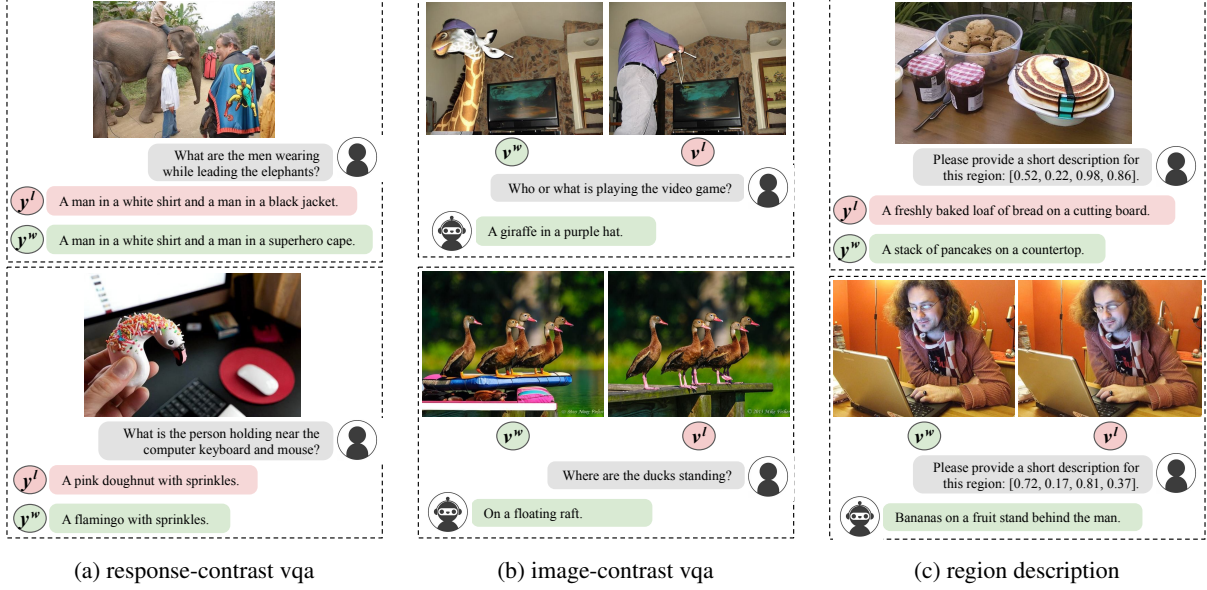 What are the men wearing
while leading the elephants?
y^l A man in a white shirt and a man in a black jacket.
y^w A man in a white shirt and a man in a superhero cape.
What is the person holding near the
computer keyboard and mouse?
y^l A pink doughnut with sprinkles.
y^w A flamingo with sprinkles.
(a) response-contrast vqa
v^w v^l
Who or what is playing the video game?
A giraffe in a purple hat.
v^w v^l
Where are the ducks standing?
On a floating raft.
(b) image-contrast vqa
Please provide a short description for
this region: [0.52, 0.22, 0.98, 0.86].
y^l A freshly baked loaf of bread on a cutting board.
y^w A stack of pancakes on a countertop.
v^w v^l
Please provide a short description for
this region: [0.72, 0.17, 0.81, 0.37].
Bananas on a fruit stand behind the man.
(c) region description